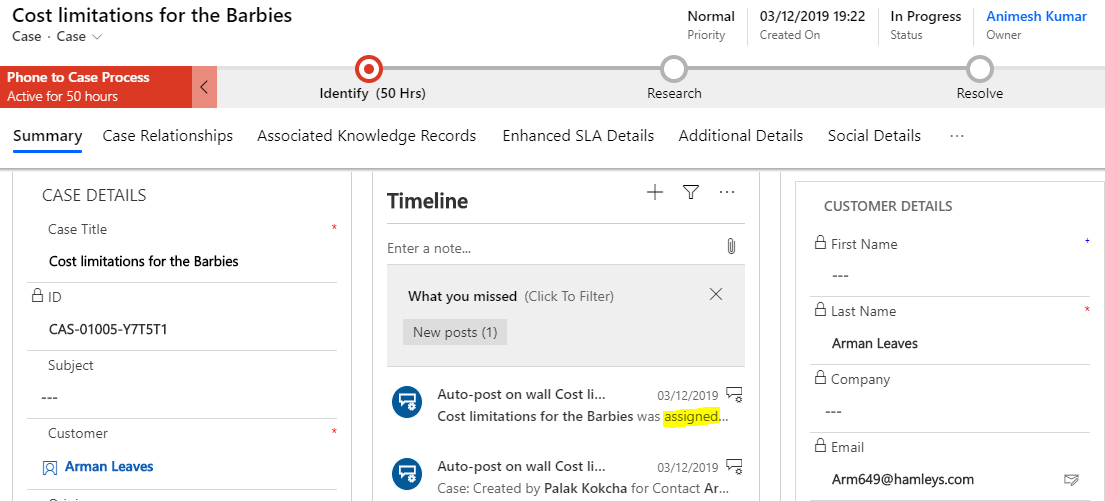 Cost limitations for the Barbies
Case · Case
Normal
Priority
03/12/2019 19:22
Created On
In Progress
Status
Animesh Kumar
Owner
Phone to Case Process
Active for 50 hours
Identify (50 Hrs)
Research
Resolve
Summary Case Relationships Associated Knowledge Records Enhanced SLA Details Additional Details Social Details ...
CASE DETAILS
Case Title *
Cost limitations for the Barbies
ID
CAS-01005-Y7T5T1
Subject
---
Customer *
Arman Leaves
Timeline
Enter a note...
What you missed (Click To Filter)
New posts (1)
Auto-post on wall Cost li... 03/12/2019
Cost limitations for the Barbies was assigned...
Auto-post on wall Cost li... 03/12/2019
Case: Created by Palak Kokcha for Contact Ar...
CUSTOMER DETAILS
First Name +
---
Last Name *
Arman Leaves
Company
---
Email
Arm649@hamleys.com